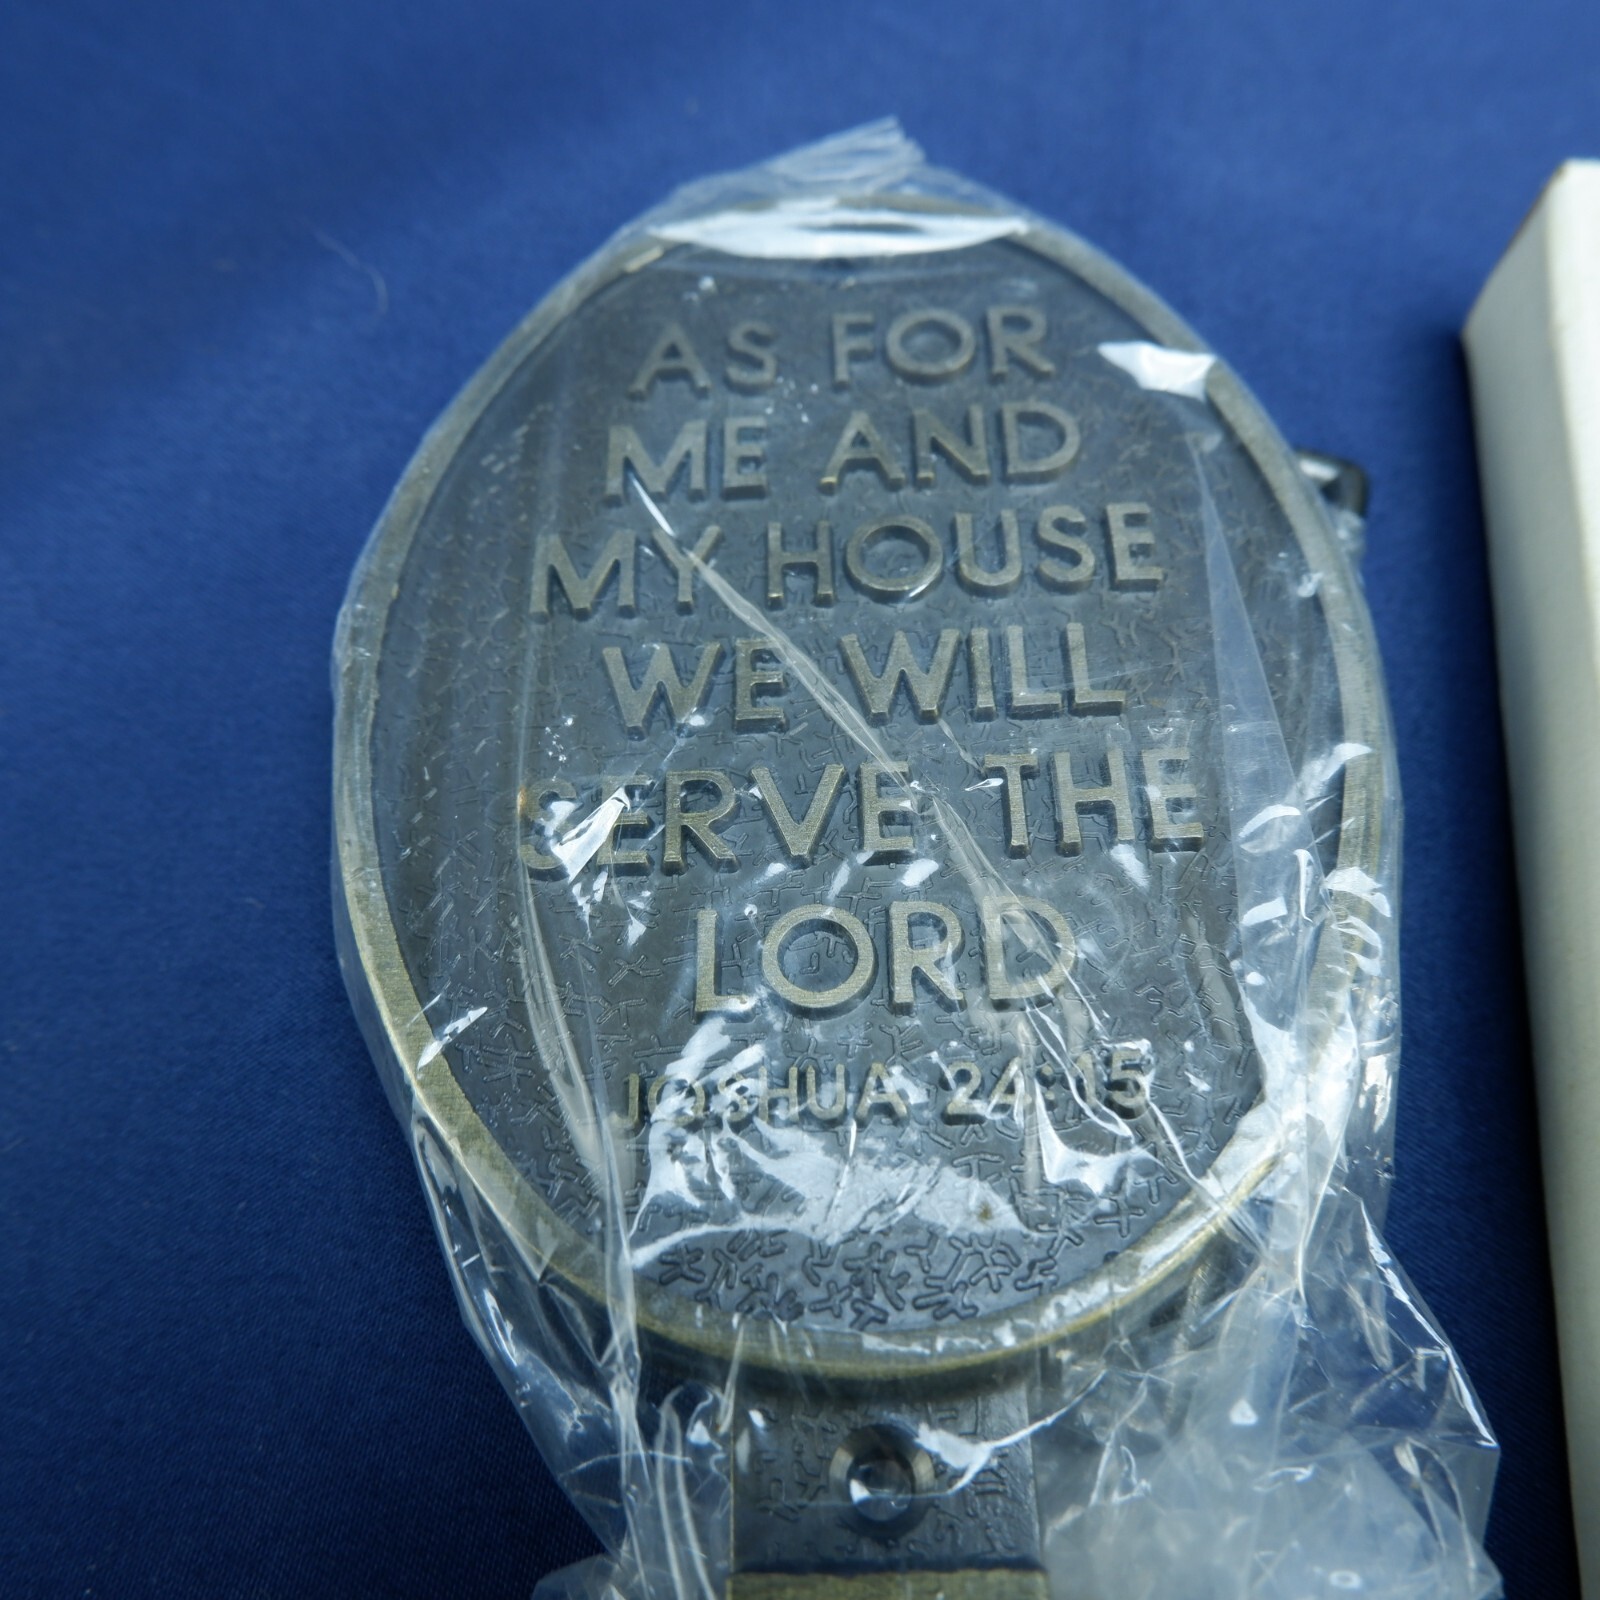 AS FOR
ME AND
MY HOUSE
WE WILL
SERVE THE
LORD
JOSHUA 24:15